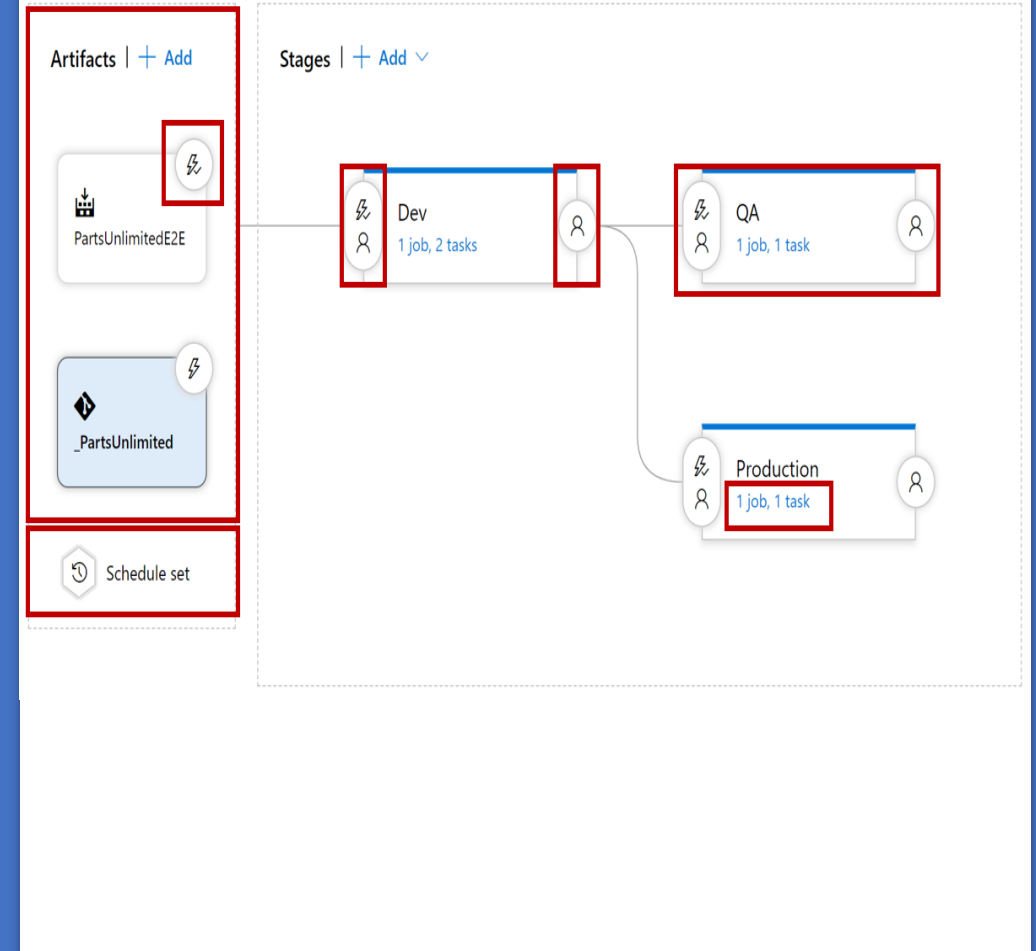 Artifacts | + Add
Stages | + Add
PartsUnlimitedE2E
Dev
1 job, 2 tasks
QA
1 job, 1 task
_PartsUnlimited
Production
1 job, 1 task
Schedule set